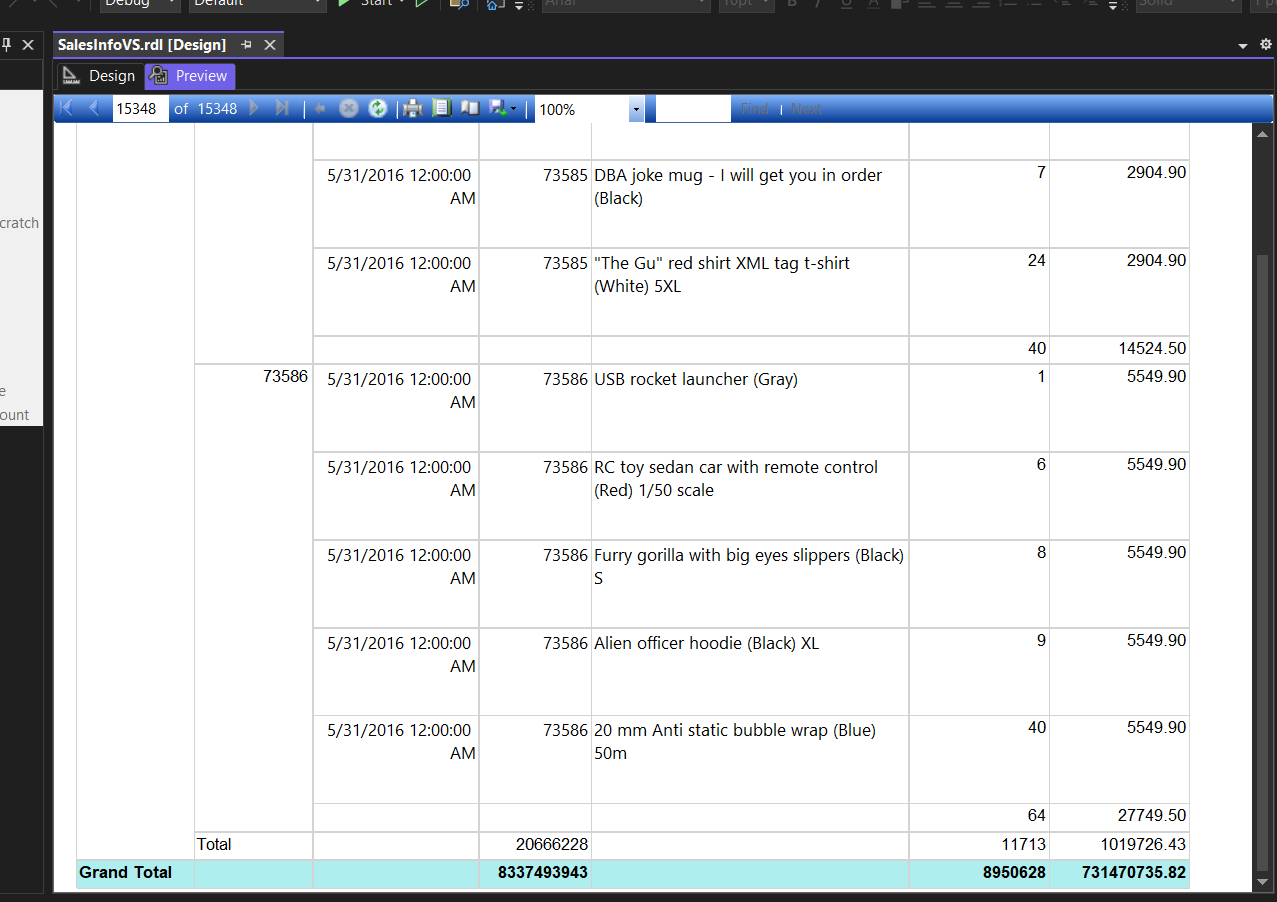 Debug Default Start Arial 10pt B I U A Solid 1 p
SalesInfoVS.rdl [Design]
Design Preview
15348 of 15348 100% Find Next
5/31/2016 12:00:00 AM 73585 DBA joke mug - I will get you in order 7 2904.90
(Black)
cratch
5/31/2016 12:00:00 AM 73585 "The Gu" red shirt XML tag t-shirt 24 2904.90
(White) 5XL
40 14524.50
73586 5/31/2016 12:00:00 AM 73586 USB rocket launcher (Gray) 1 5549.90
e
ount
5/31/2016 12:00:00 AM 73586 RC toy sedan car with remote control 6 5549.90
(Red) 1/50 scale
5/31/2016 12:00:00 AM 73586 Furry gorilla with big eyes slippers (Black) 8 5549.90
S
5/31/2016 12:00:00 AM 73586 Alien officer hoodie (Black) XL 9 5549.90
5/31/2016 12:00:00 AM 73586 20 mm Anti static bubble wrap (Blue) 40 5549.90
50m
64 27749.50
Total 20666228 11713 1019726.43
Grand Total 8337493943 8950628 731470735.82